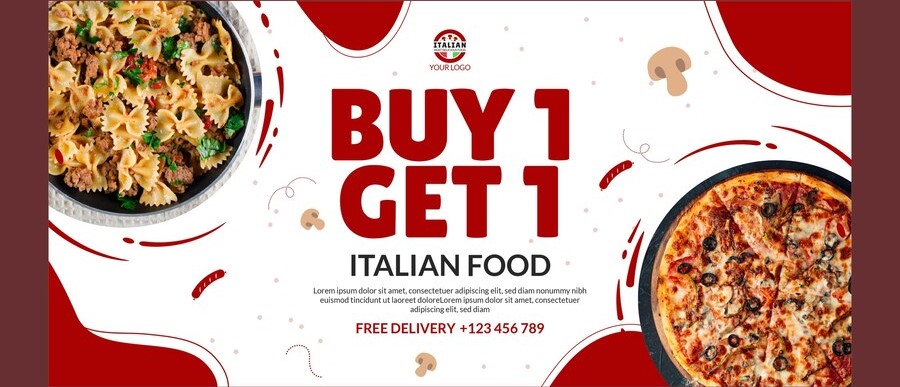 ITALIAN
YOUR LOGO
BUY 1
GET 1
ITALIAN FOOD
Lorem ipsum dolor sit amet, consectetuer adipiscing elit, sed diam nonummy nibh
euismod tincidunt ut laoreet doloreLorem ipsum dolor sit amet, consectetuer
adipiscing elit, sed diam
FREE DELIVERY +123 456 789